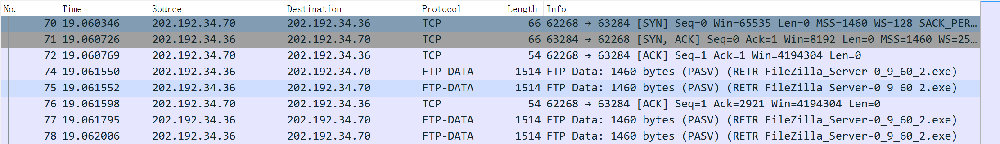 No. Time Source Destination Protocol Length Info
70 19.060346 202.192.34.70 202.192.34.36 TCP 66 62268 → 63284 [SYN] Seq=0 Win=65535 Len=0 MSS=1460 WS=128 SACK_PER…
71 19.060726 202.192.34.36 202.192.34.70 TCP 66 63284 → 62268 [SYN, ACK] Seq=0 Ack=1 Win=8192 Len=0 MSS=1460 WS=25…
72 19.060769 202.192.34.70 202.192.34.36 TCP 54 62268 → 63284 [ACK] Seq=1 Ack=1 Win=4194304 Len=0
74 19.061550 202.192.34.36 202.192.34.70 FTP-DATA 1514 FTP Data: 1460 bytes (PASV) (RETR FileZilla_Server-0_9_60_2.exe)
75 19.061552 202.192.34.36 202.192.34.70 FTP-DATA 1514 FTP Data: 1460 bytes (PASV) (RETR FileZilla_Server-0_9_60_2.exe)
76 19.061598 202.192.34.70 202.192.34.36 TCP 54 62268 → 63284 [ACK] Seq=1 Ack=2921 Win=4194304 Len=0
77 19.061795 202.192.34.36 202.192.34.70 FTP-DATA 1514 FTP Data: 1460 bytes (PASV) (RETR FileZilla_Server-0_9_60_2.exe)
78 19.062006 202.192.34.36 202.192.34.70 FTP-DATA 1514 FTP Data: 1460 bytes (PASV) (RETR FileZilla_Server-0_9_60_2.exe)